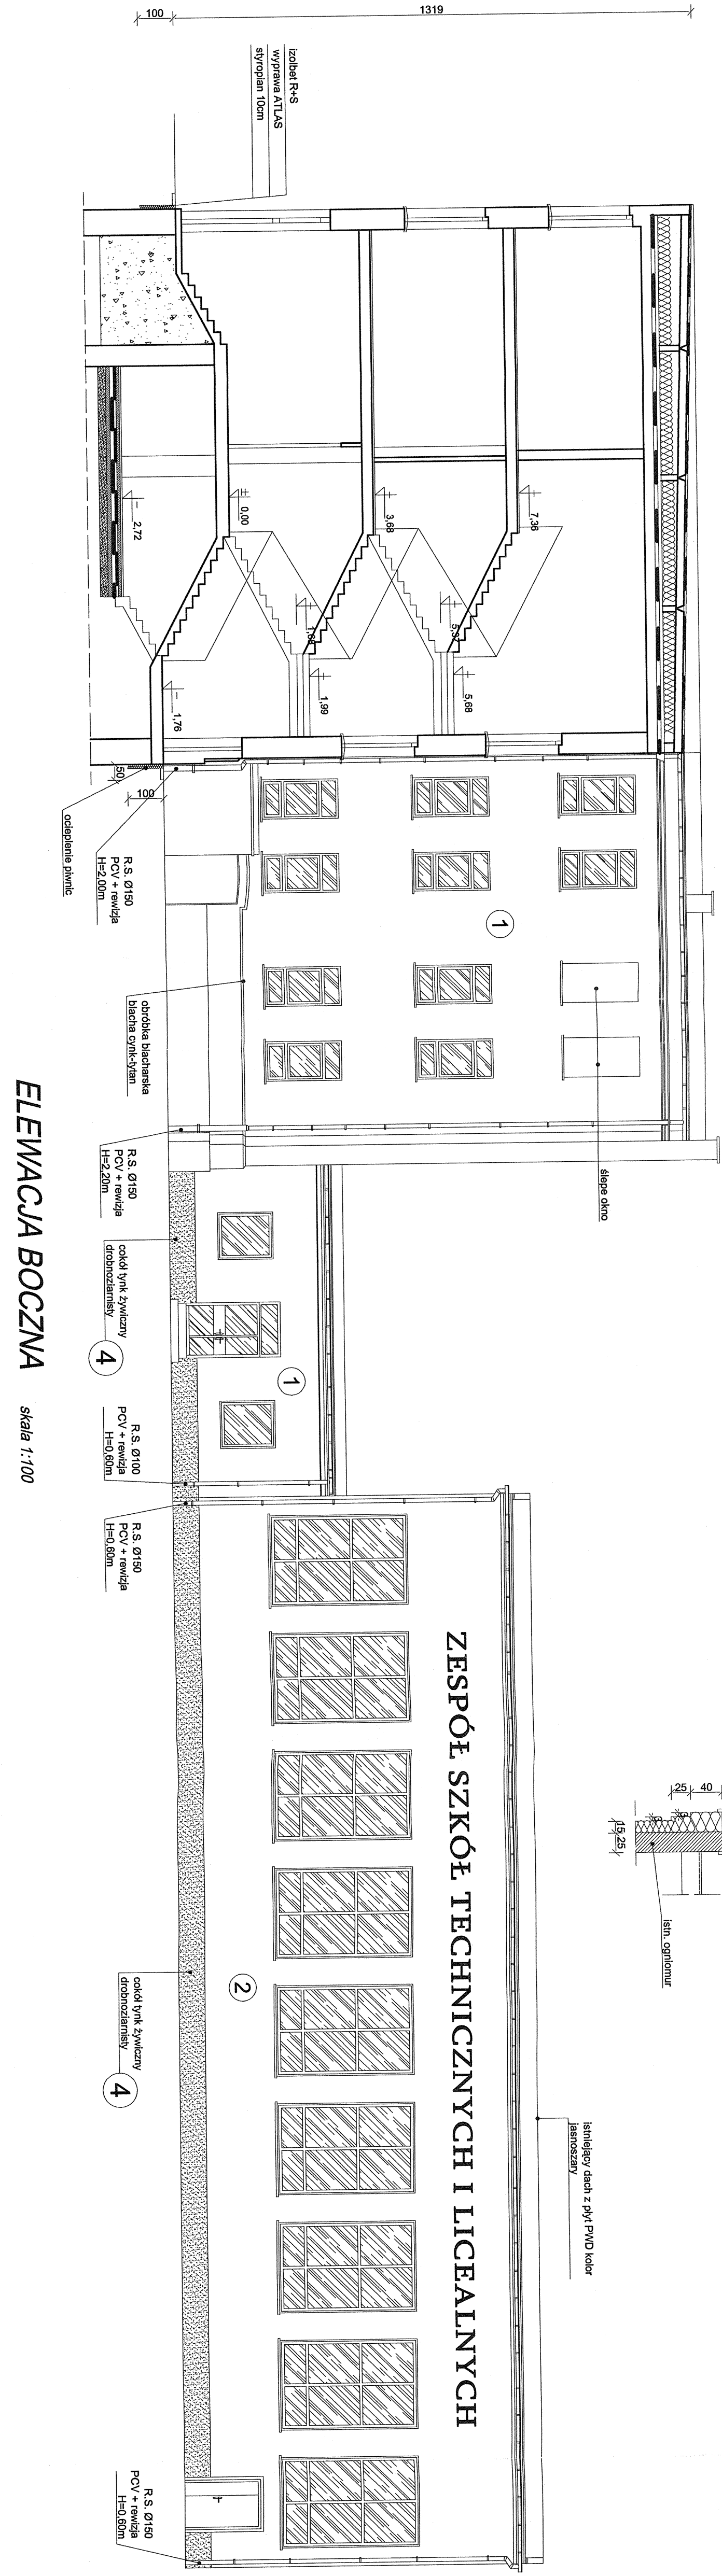 1319
100
izolbet R+S
wyprawa ATLAS
styropian 10cm
7,36
3,68
± 0,00
2,72
5,68
1,99
1,76
50
100
ocieplenie piwnic
R.S. Ø150
PCV + rewizja
H=2,00m
1
obróbka blacharska
blacha cynk-tytan
ślepe okno
R.S. Ø150
PCV + rewizja
H=2,20m
cokół tynk żywiczny
drobnoziarnisty
4
1
R.S. Ø100
PCV + rewizja
H=0,60m
R.S. Ø150
PCV + rewizja
H=0,60m
ZESPÓŁ SZKÓŁ TECHNICZNYCH I LICEALNYCH
25
40
15
25
istn. ogniomur
2
cokół tynk żywiczny
drobnoziarnisty
4
istniejący dach z płyt PWD kolor
jasnoszary
R.S. Ø150
PCV + rewizja
H=0,60m
ELEWACJA BOCZNA skala 1:100